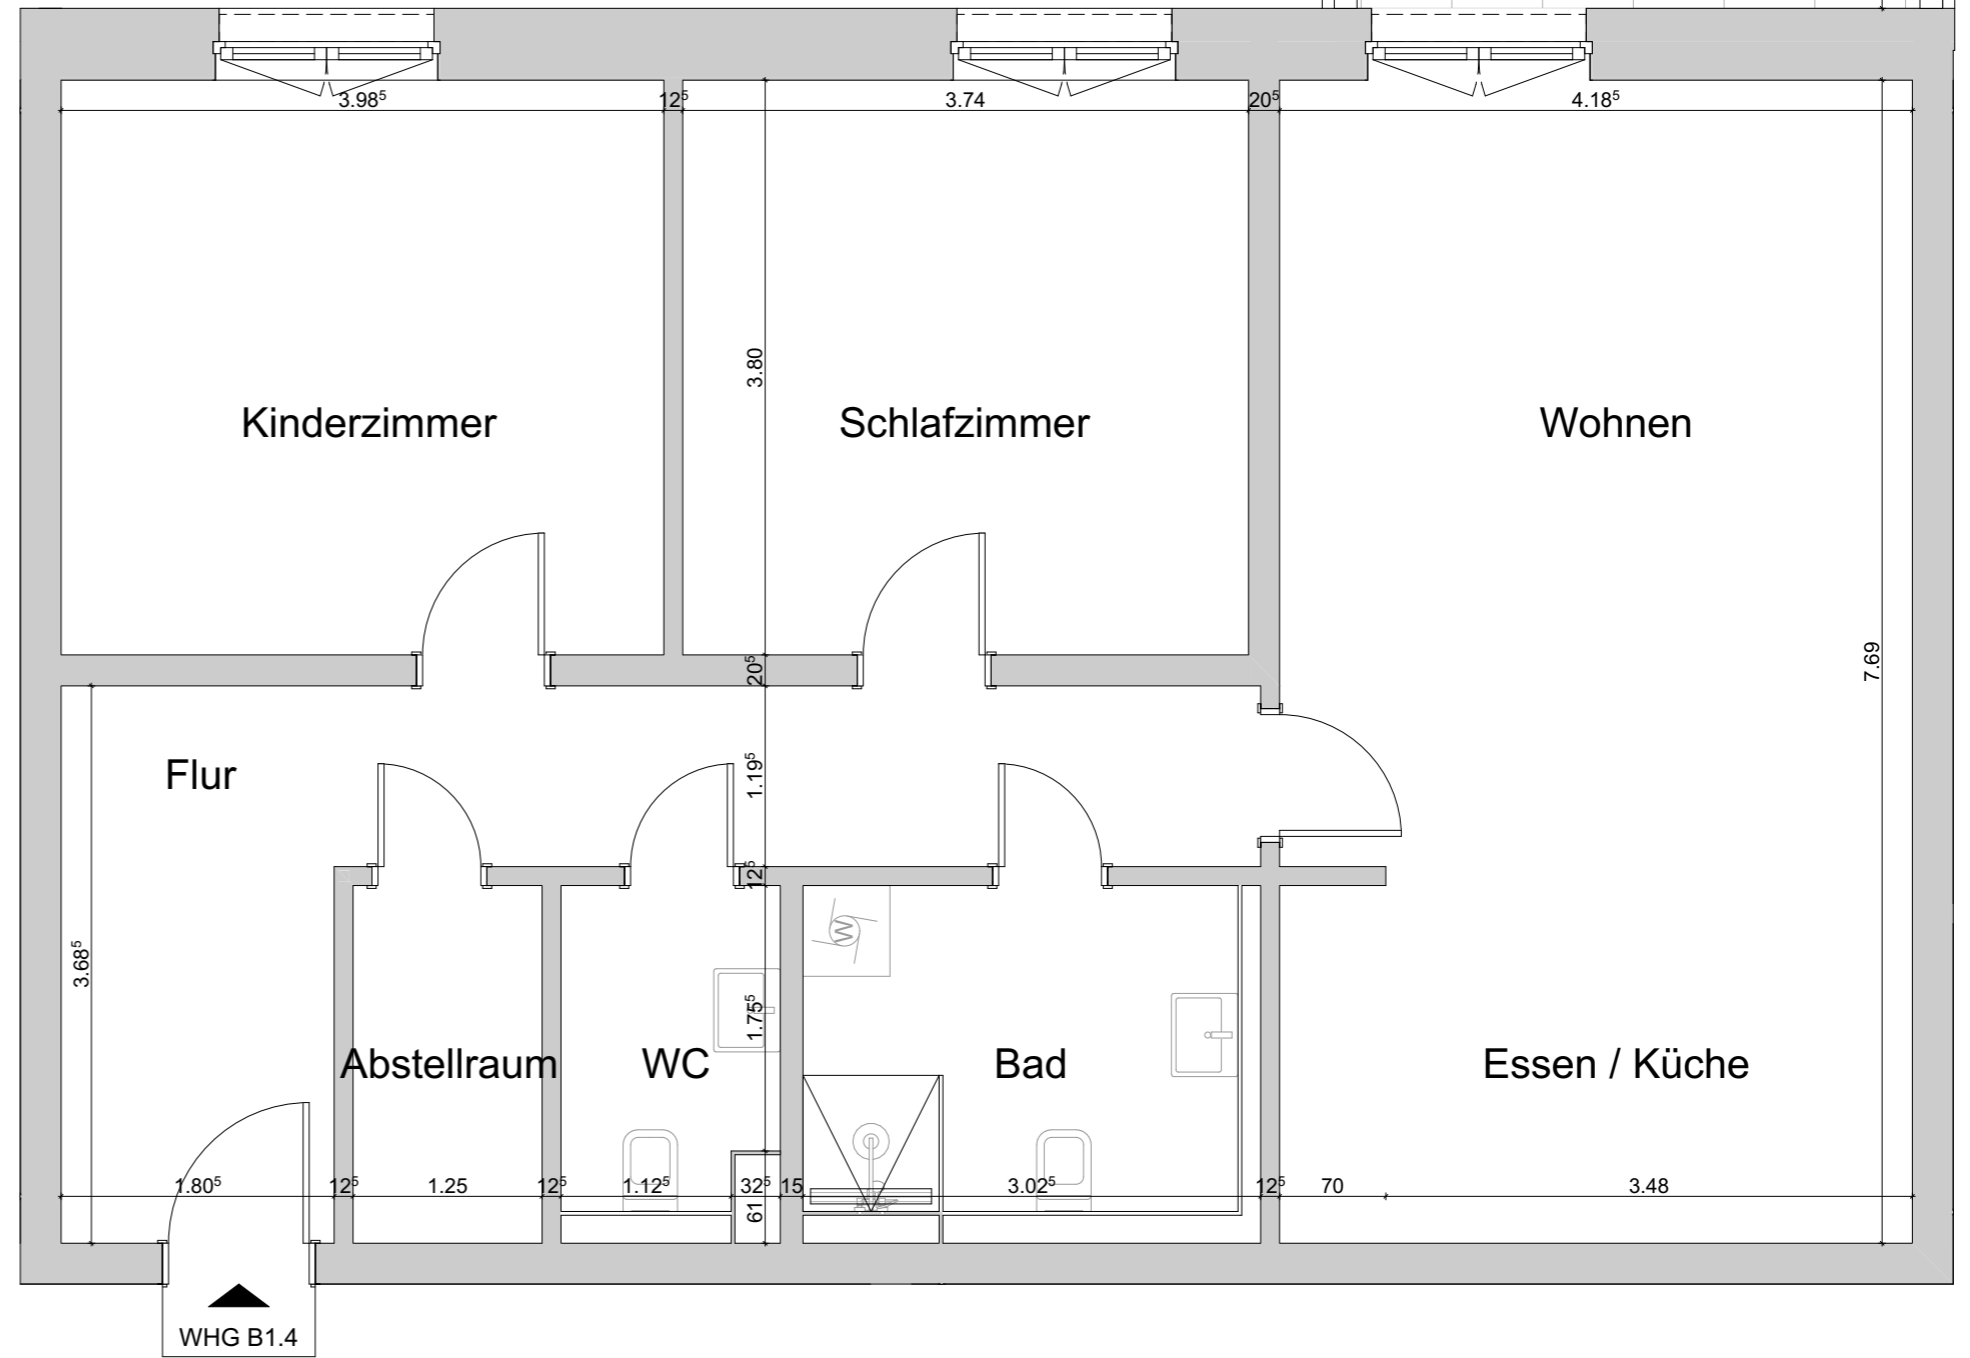 3.98⁵ 12⁵ 3.74 20⁵ 4.18⁵
3.80
Kinderzimmer Schlafzimmer Wohnen
20⁵
7.69
Flur
1.19⁵
12⁵
3.68⁵
1.75⁵
Abstellraum WC Bad Essen / Küche
W
1.80⁵ 12⁵ 1.25 12⁵ 1.12⁵ 32⁵ 15 3.02⁵ 12⁵ 70 3.48
61
WHG B1.4